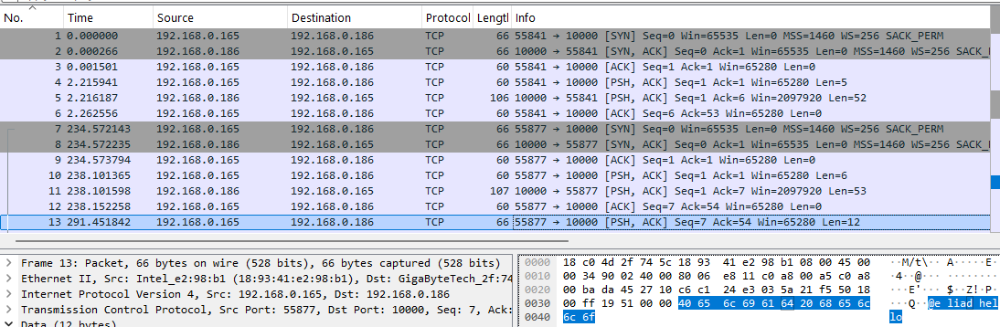 No. Time Source Destination Protocol Length Info
1 0.000000 192.168.0.165 192.168.0.186 TCP 66 55841 → 10000 [SYN] Seq=0 Win=65535 Len=0 MSS=1460 WS=256 SACK_PERM
2 0.000266 192.168.0.186 192.168.0.165 TCP 66 10000 → 55841 [SYN, ACK] Seq=0 Ack=1 Win=65535 Len=0 MSS=1460 WS=256 SACK_
3 0.001501 192.168.0.165 192.168.0.186 TCP 60 55841 → 10000 [ACK] Seq=1 Ack=1 Win=65280 Len=0
4 2.215941 192.168.0.165 192.168.0.186 TCP 60 55841 → 10000 [PSH, ACK] Seq=1 Ack=1 Win=65280 Len=5
5 2.216187 192.168.0.186 192.168.0.165 TCP 106 10000 → 55841 [PSH, ACK] Seq=1 Ack=6 Win=2097920 Len=52
6 2.262556 192.168.0.165 192.168.0.186 TCP 60 55841 → 10000 [ACK] Seq=6 Ack=53 Win=65280 Len=0
7 234.572143 192.168.0.165 192.168.0.186 TCP 66 55877 → 10000 [SYN] Seq=0 Win=65535 Len=0 MSS=1460 WS=256 SACK_PERM
8 234.572235 192.168.0.186 192.168.0.165 TCP 66 10000 → 55877 [SYN, ACK] Seq=0 Ack=1 Win=65535 Len=0 MSS=1460 WS=256 SACK_
9 234.573794 192.168.0.165 192.168.0.186 TCP 60 55877 → 10000 [ACK] Seq=1 Ack=1 Win=65280 Len=0
10 238.101365 192.168.0.165 192.168.0.186 TCP 60 55877 → 10000 [PSH, ACK] Seq=1 Ack=1 Win=65280 Len=6
11 238.101598 192.168.0.186 192.168.0.165 TCP 107 10000 → 55877 [PSH, ACK] Seq=1 Ack=7 Win=2097920 Len=53
12 238.152258 192.168.0.165 192.168.0.186 TCP 60 55877 → 10000 [ACK] Seq=7 Ack=54 Win=65280 Len=0
13 291.451842 192.168.0.165 192.168.0.186 TCP 66 55877 → 10000 [PSH, ACK] Seq=7 Ack=54 Win=65280 Len=12
Frame 13: Packet, 66 bytes on wire (528 bits), 66 bytes captured (528 bits)
Ethernet II, Src: Intel_e2:98:b1 (18:93:41:e2:98:b1), Dst: GigaByteTech_2f:74
Internet Protocol Version 4, Src: 192.168.0.165, Dst: 192.168.0.186
Transmission Control Protocol, Src Port: 55877, Dst Port: 10000, Seq: 7, Ack:
Data (12 bytes)
0000 18 c0 4d 2f 74 5c 18 93 41 e2 98 b1 08 00 45 00 ··M/t\·· A·····E·
0010 00 34 90 02 40 00 80 06 e8 11 c0 a8 00 a5 c0 a8 ·4··@··· ········
0020 00 ba da 45 27 10 c6 c1 24 e3 03 5a 21 f5 50 18 ···E'··· $··Z!·P·
0030 00 ff 19 51 00 00 40 65 6c 69 61 64 20 68 65 6c ···Q··@e liad hel
0040 6c 6f lo